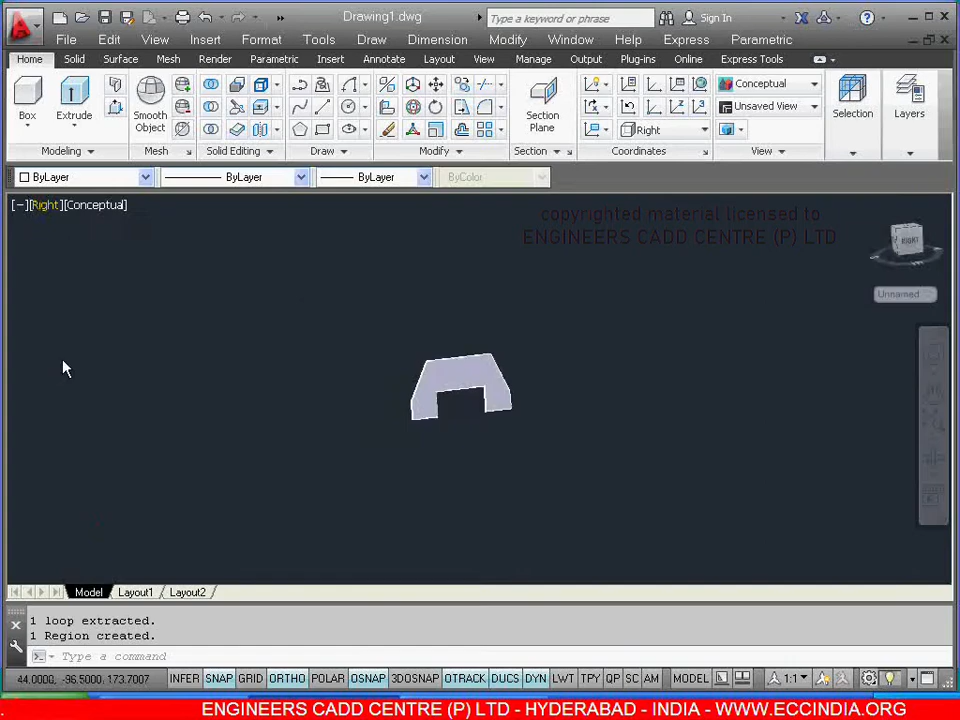 Drawing1.dwg
Type a keyword or phrase
Sign In
File Edit View Insert Format Tools Draw Dimension Modify Window Help Express Parametric
Home Solid Surface Mesh Render Parametric Insert Annotate Layout View Manage Output Plug-ins Online Express Tools
Box
Extrude
Smooth
Object
Section
Plane
Conceptual
Unsaved View
Right
Selection
Layers
Modeling
Mesh
Solid Editing
Draw
Modify
Section
Coordinates
View
ByLayer
ByLayer
ByLayer
ByColor
[−][Right][Conceptual]
copyrighted material licensed to
ENGINEERS CADD CENTRE (P) LTD
RIGHT
Unnamed
Model Layout1 Layout2
1 loop extracted.
1 Region created.
Type a command
44.0000, -96.5000, 173.7007
INFER SNAP GRID ORTHO POLAR OSNAP 3DOSNAP OTRACK DUCS DYN LWT TPY QP SC AM
MODEL
1:1
ENGINEERS CADD CENTRE (P) LTD - HYDERABAD - INDIA - WWW.ECCINDIA.ORG